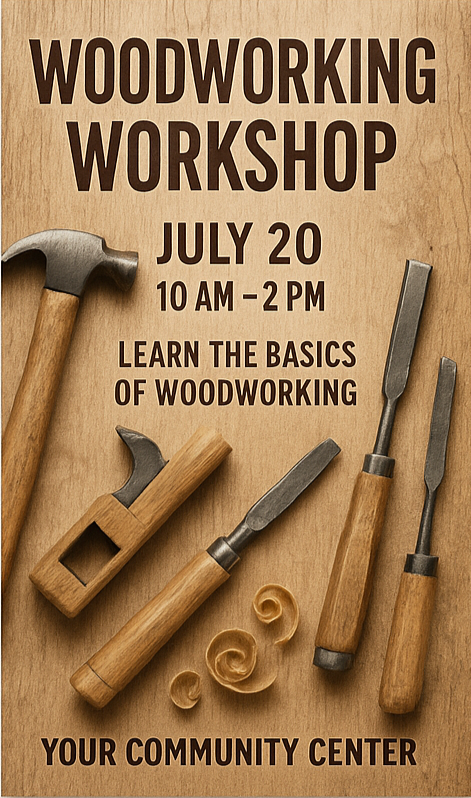 WOODWORKING
WORKSHOP
JULY 20
10 AM – 2 PM
LEARN THE BASICS
OF WOODWORKING
YOUR COMMUNITY CENTER